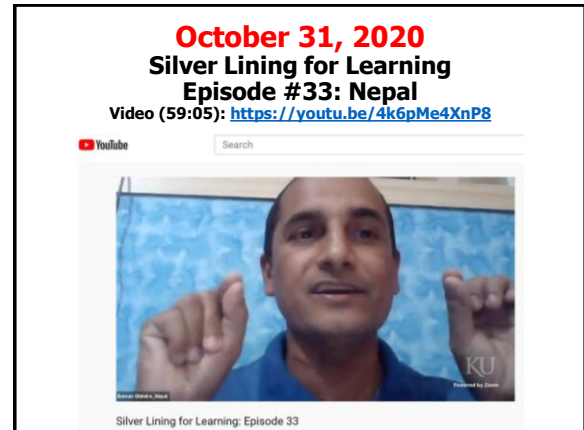 October 31, 2020
Silver Lining for Learning
Episode #33: Nepal
Video (59:05): https://youtu.be/4k6pMe4XnP8
YouTube
Search
KU
Powered by Zoom
Silver Lining for Learning: Episode 33